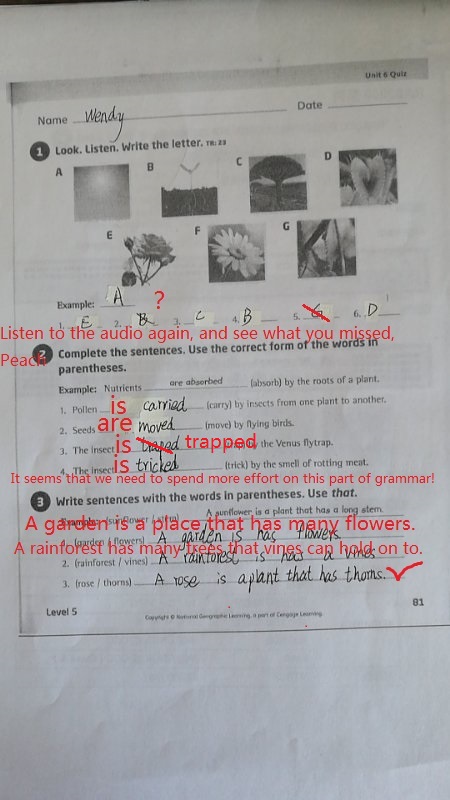 Unit 6 Quiz
Name Wendy Date
1 Look. Listen. Write the letter. TR: 23
A B C D
E F G
Example: A ?
1. E 2. B 3. C 4. B 5. G 6. D
Listen to the audio again, and see what you missed,
Peach
2 Complete the sentences. Use the correct form of the words in
parentheses.
Example: Nutrients are absorbed (absorb) by the roots of a plant.
1. Pollen is carried (carry) by insects from one plant to another.
2. Seeds are moved (move) by flying birds.
3. The insect is traped trapped by the Venus flytrap.
4. The insect is tricked (trick) by the smell of rotting meat.
It seems that we need to spend more effort on this part of grammar!
3 Write sentences with the words in parentheses. Use that.
A sunflower is a plant that has a long stem.
A garden is a place that has many flowers.
1. (garden / flowers) A garden is has flowers
A rainforest has many trees that vines can hold on to.
2. (rainforest / vines) A rainforest is has a vines
3. (rose / thorns) A rose is a plant that has thorns.
Level 5
81
Copyright © National Geographic Learning, a part of Cengage Learning.